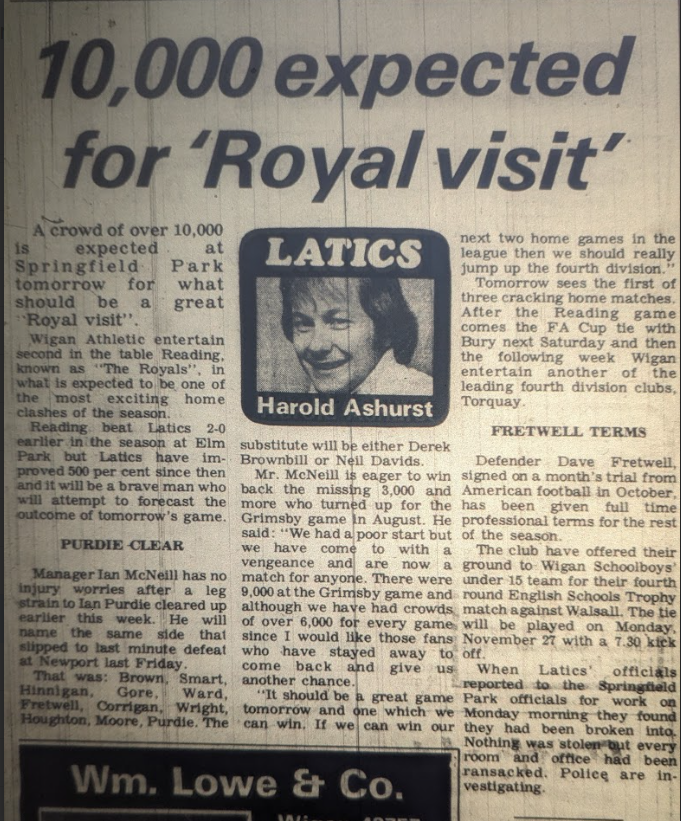 10,000 expected
for 'Royal visit'
A crowd of over 10,000
is expected at
Springfield Park
tomorrow for what
should be a great
"Royal visit".
Wigan Athletic entertain
second in the table Reading,
known as "The Royals", in
what is expected to be one of
the most exciting home
clashes of the season.
Reading beat Latics 2-0
earlier in the season at Elm
Park but Latics have im-
proved 500 per cent since then
and it will be a brave man who
will attempt to forecast the
outcome of tomorrow's game.
PURDIE CLEAR
Manager Ian McNeill has no
injury worries after a leg
strain to Ian Purdie cleared up
earlier this week. He will
name the same side that
slipped to last minute defeat
at Newport last Friday.
That was: Brown, Smart,
Hinnigan, Gore, Ward,
Fretwell, Corrigan, Wright,
Houghton, Moore, Purdie. The
LATICS
Harold Ashurst
substitute will be either Derek
Brownbill or Neil Davids.
Mr. McNeill is eager to win
back the missing 3,000 and
more who turned up for the
Grimsby game in August. He
said: "We had a poor start but
we have come to with a
vengeance and are now a
match for anyone. There were
9,000 at the Grimsby game and
although we have had crowds
of over 6,000 for every game
since I would like those fans
who have stayed away to
come back and give us
another chance.
"It should be a great game
tomorrow and one which we
can win. If we can win our
next two home games in the
league then we should really
jump up the fourth division."
Tomorrow sees the first of
three cracking home matches.
After the Reading game
comes the FA Cup tie with
Bury next Saturday and then
the following week Wigan
entertain another of the
leading fourth division clubs,
Torquay.
FRETWELL TERMS
Defender Dave Fretwell,
signed on a month's trial from
American football in October,
has been given full time
professional terms for the rest
of the season.
The club have offered their
ground to Wigan Schoolboys'
under 15 team for their fourth
round English Schools Trophy
match against Walsall. The tie
will be played on Monday,
November 27 with a 7.30 kick
off.
When Latics' officials
reported to the Springfield
Park officials for work on
Monday morning they found
they had been broken into.
Nothing was stolen but every
room and office had been
ransacked. Police are in-
vestigating.
Wm. Lowe & Co.